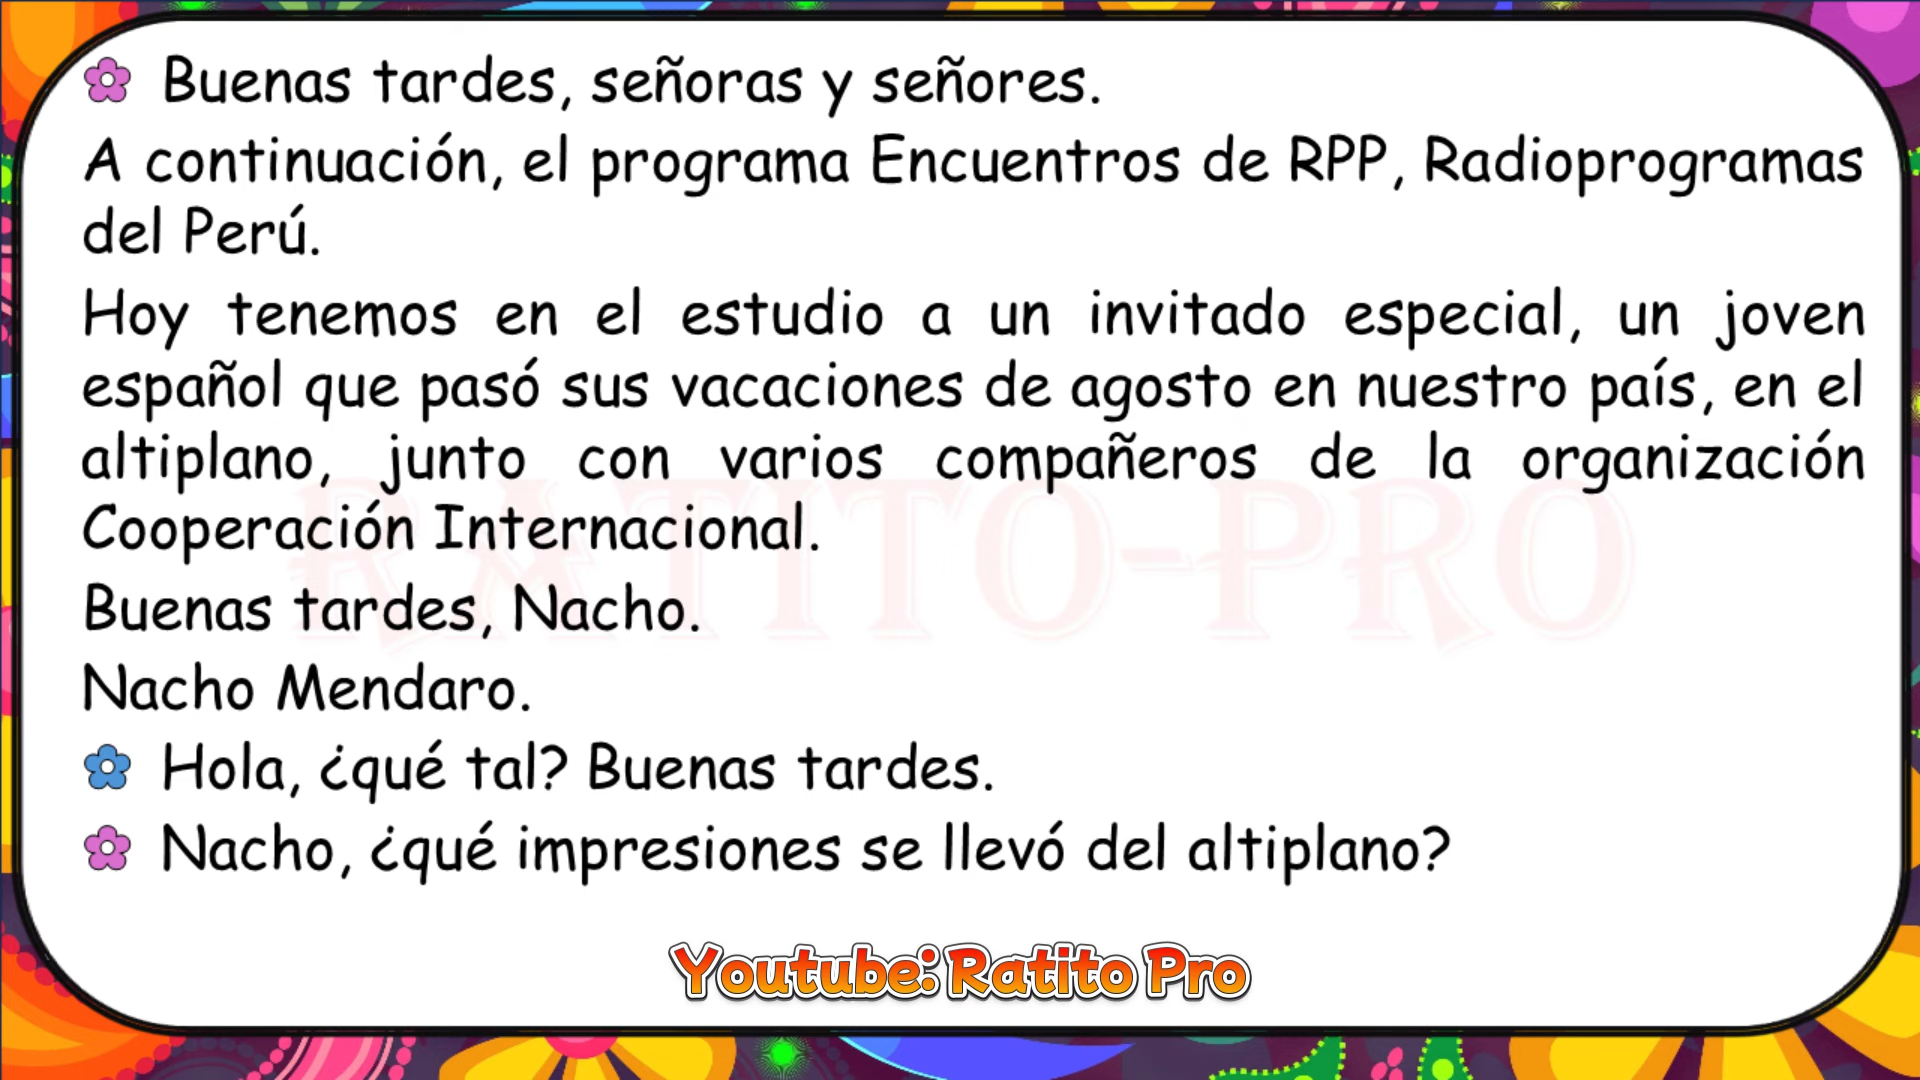 Buenas tardes, señoras y señores.
A continuación, el programa Encuentros de RPP, Radioprogramas
del Perú.
Hoy tenemos en el estudio a un invitado especial, un joven
español que pasó sus vacaciones de agosto en nuestro país, en el
altiplano, junto con varios compañeros de la organización
Cooperación Internacional.
RATITO-PRO
Buenas tardes, Nacho.
Nacho Mendaro.
Hola, ¿qué tal? Buenas tardes.
Nacho, ¿qué impresiones se llevó del altiplano?
Youtube: Ratito Pro